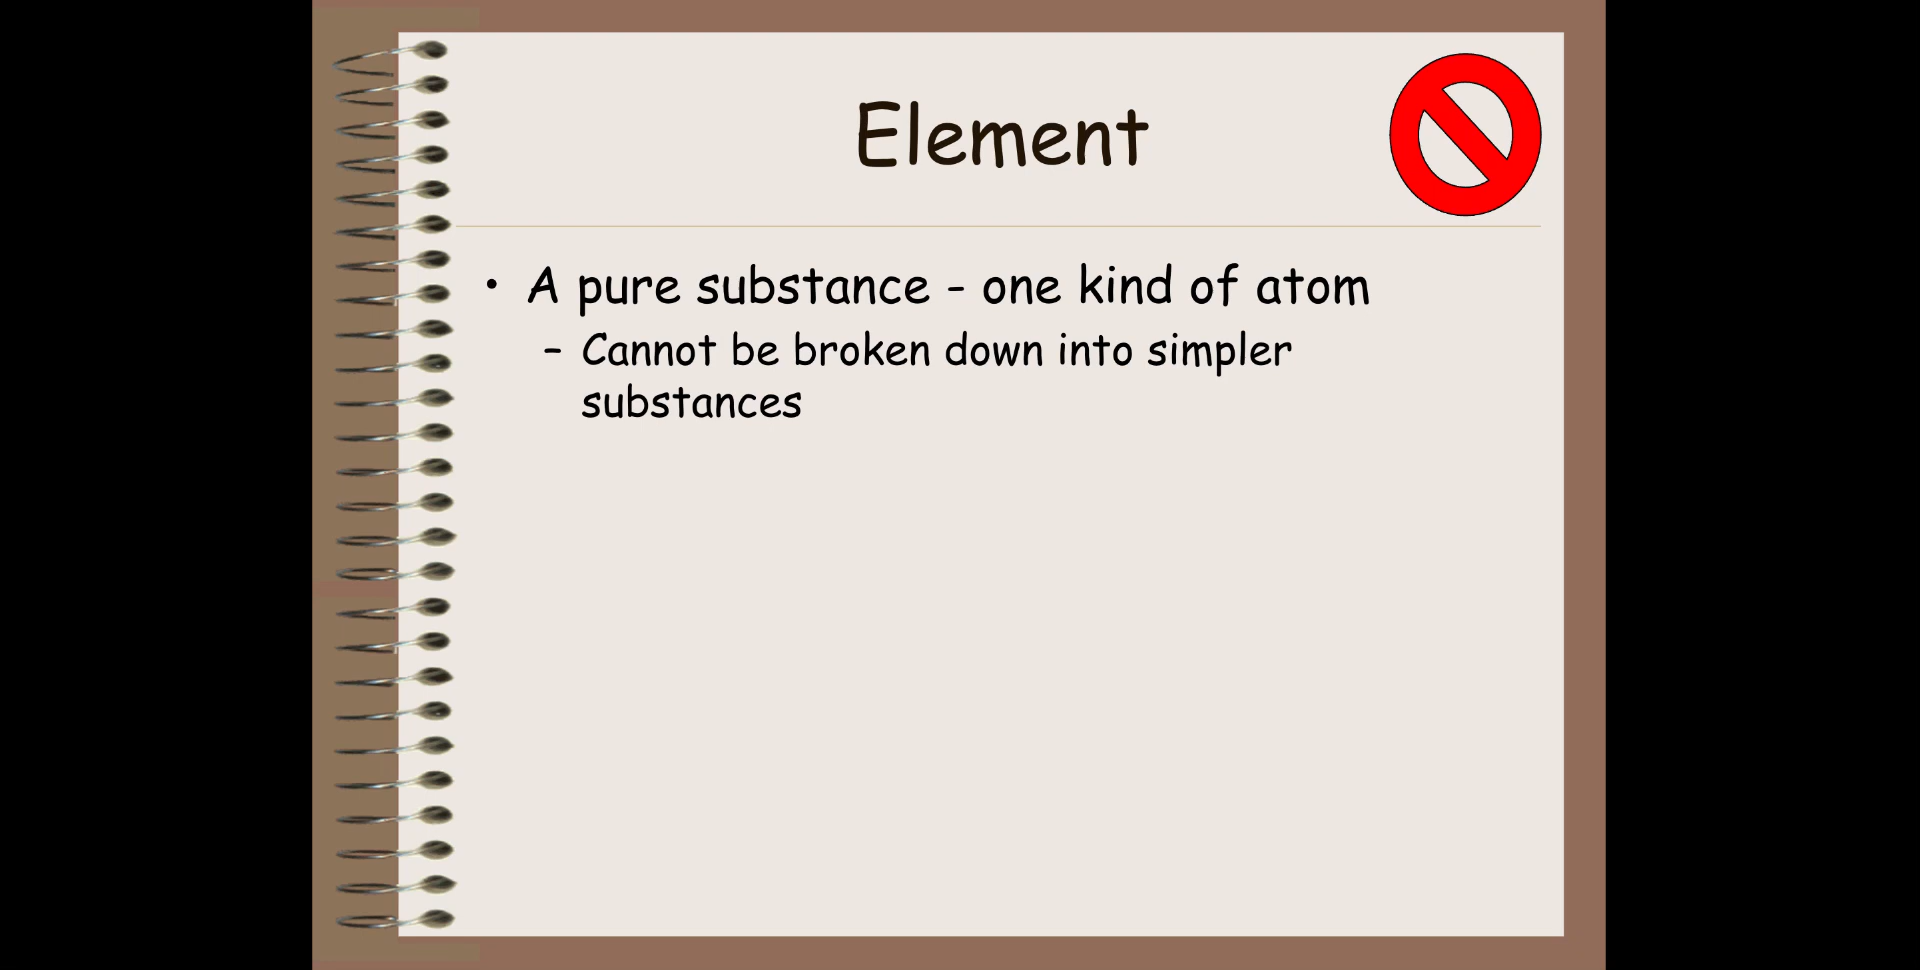 Element
• A pure substance - one kind of atom
– Cannot be broken down into simpler
substances